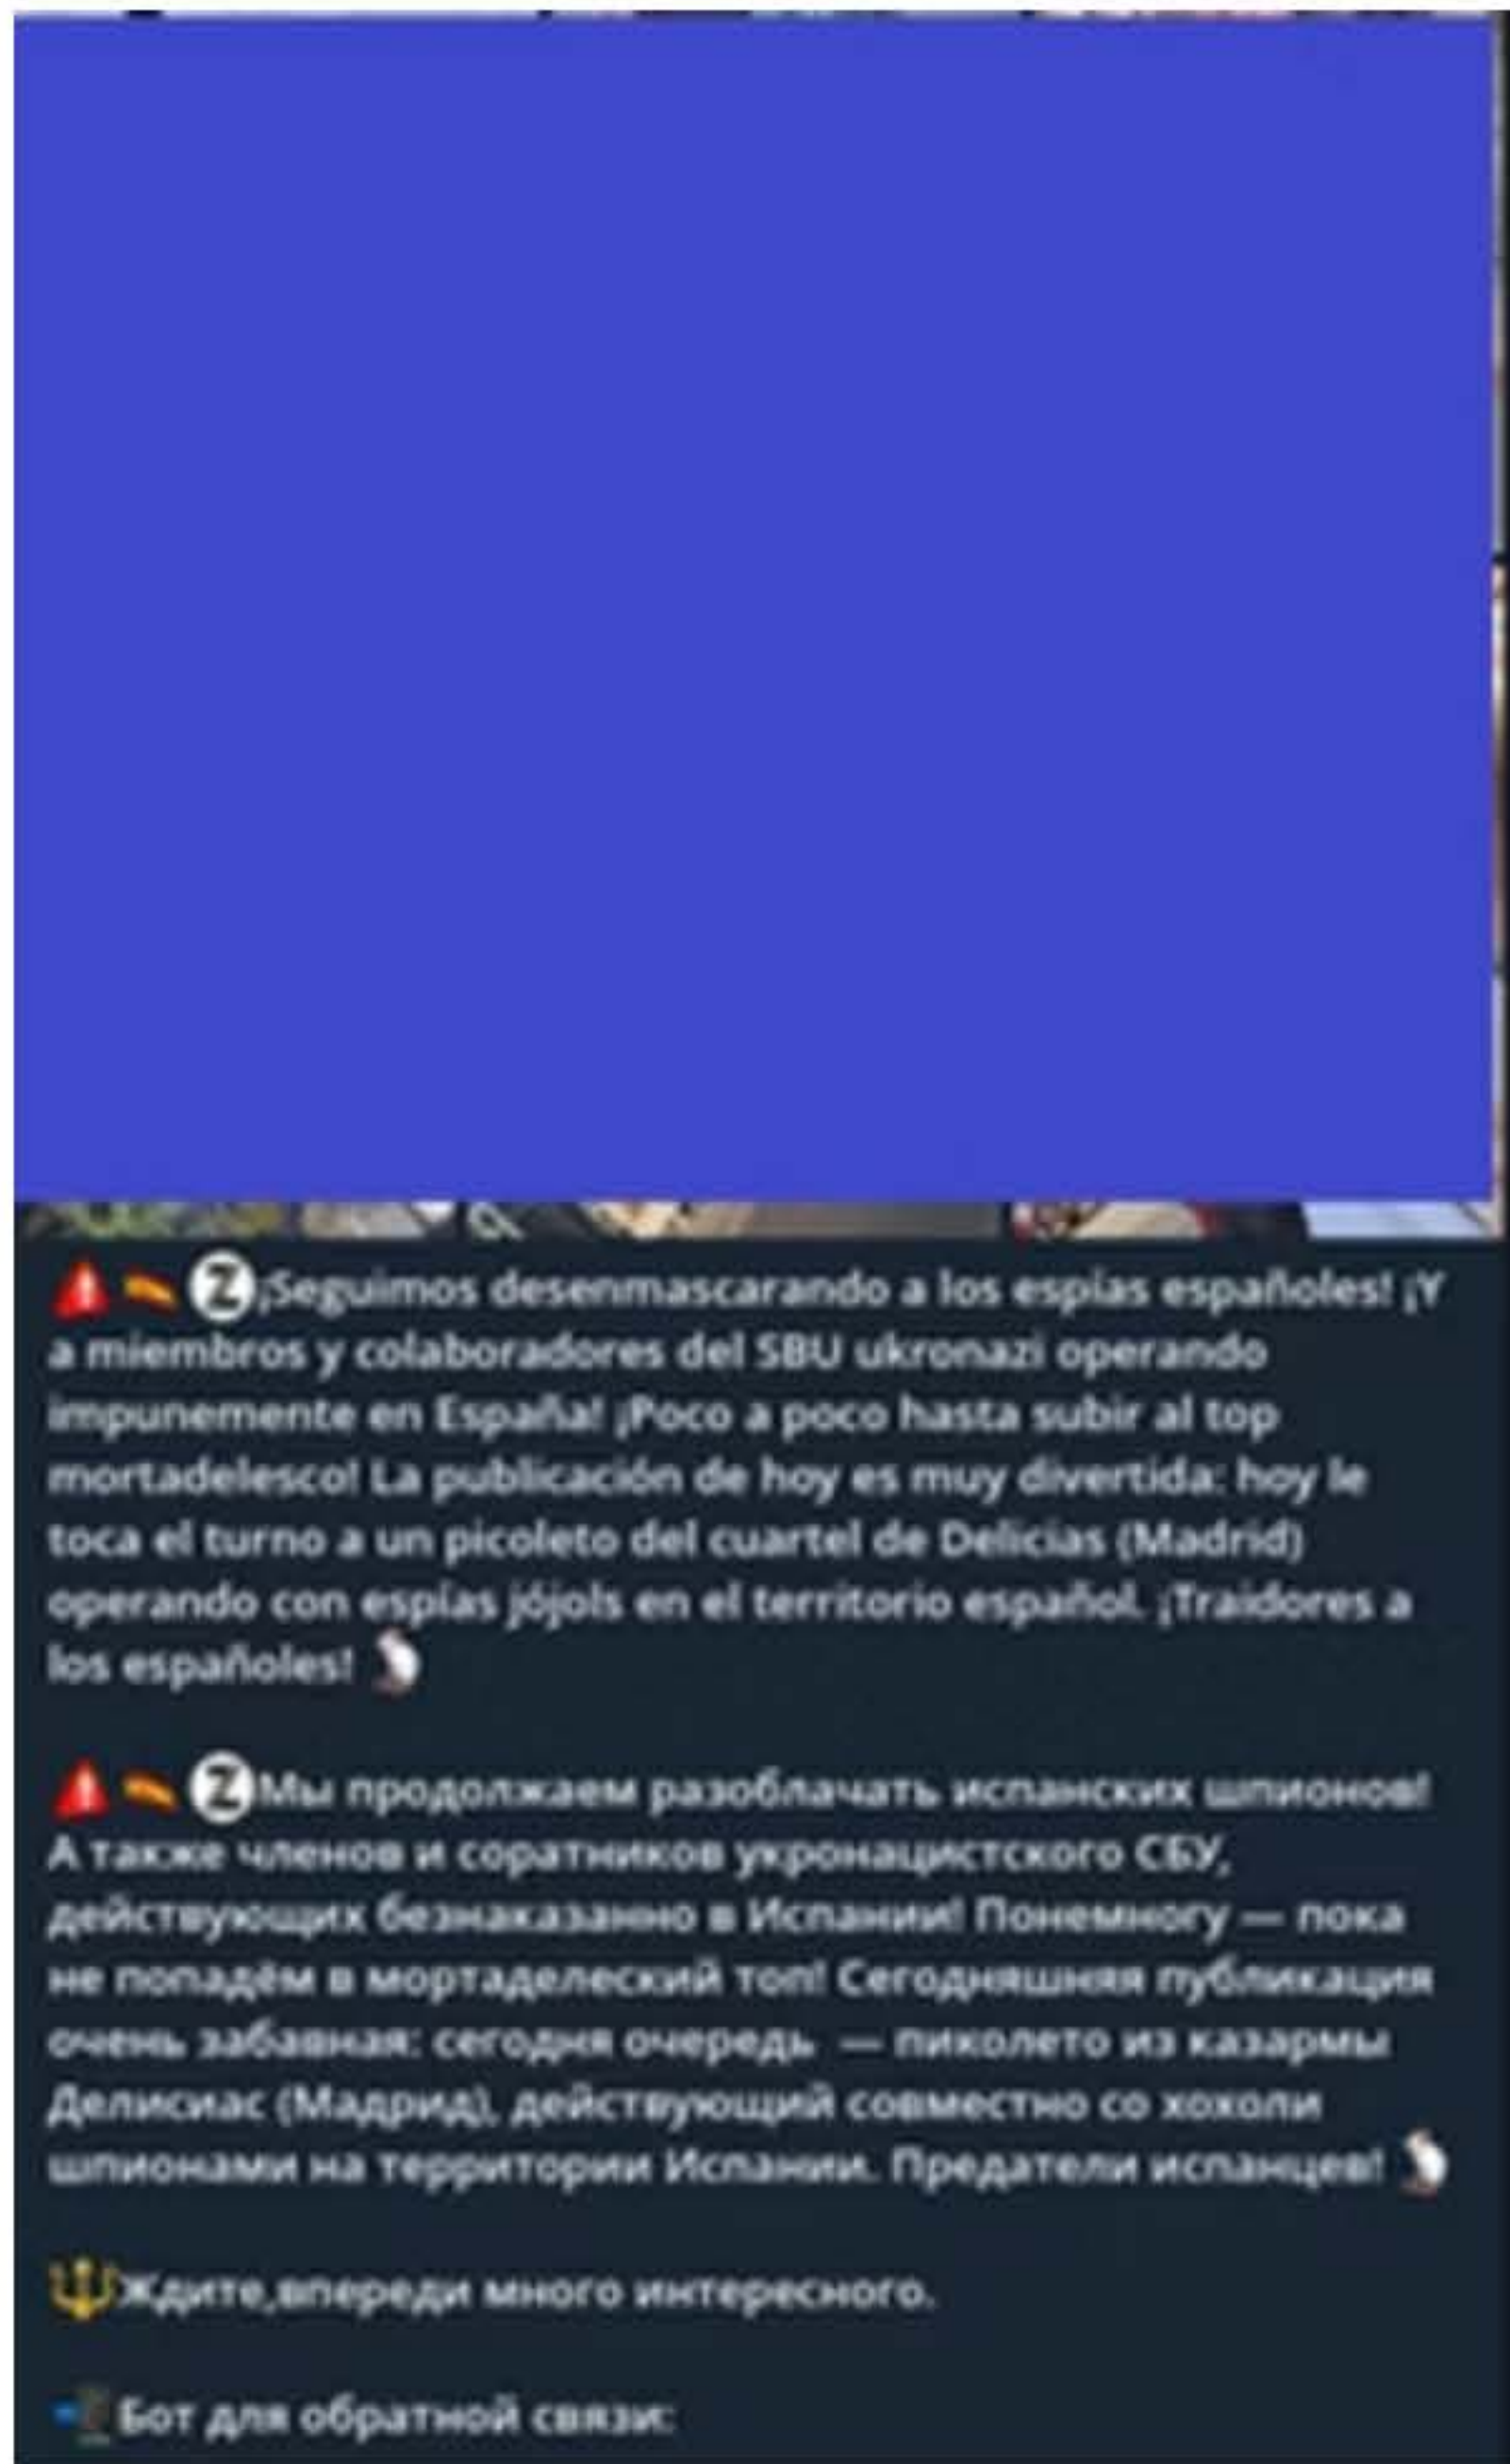 ⚠️🇪🇸Ⓩ¡Seguimos desenmascarando a los espías españoles! ¡Y
a miembros y colaboradores del SBU ukronazi operando
impunemente en España! ¡Poco a poco hasta subir al top
mortadelesco! La publicación de hoy es muy divertida: hoy le
toca el turno a un picoleto del cuartel de Delicias (Madrid)
operando con espías jójols en el territorio español. ¡Traidores a
los españoles!
⚠️🇪🇸ⓏМы продолжаем разоблачать испанских шпионов!
А также членов и соратников укронацистского СБУ,
действующих безнаказанно в Испании! Понемногу — пока
не попадём в мортаделеский топ! Сегодняшняя публикация
очень забавная: сегодня очередь — пиколето из казармы
Делисиас (Мадрид), действующий совместно со хохоли
шпионами на территории Испании. Предатели испанцев!
🔱Ждите,впереди много интересного.
📲Бот для обратной связи: